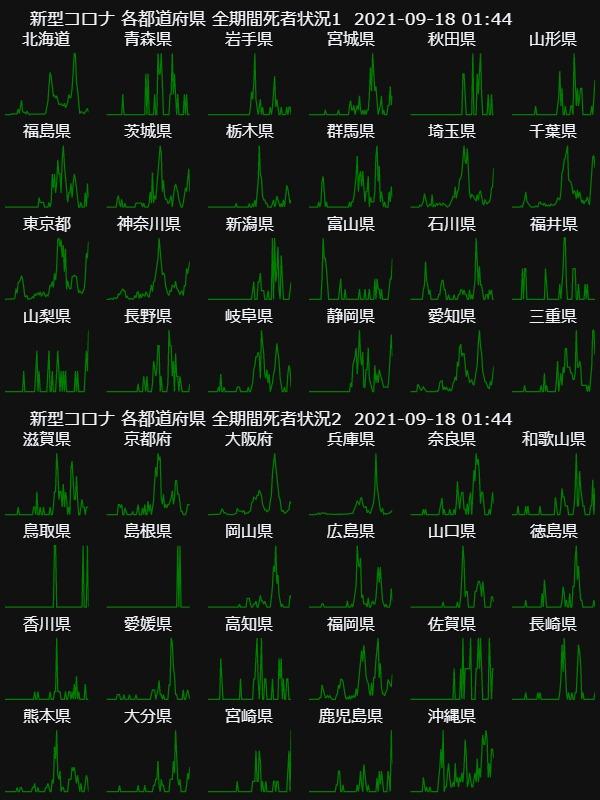 新型コロナ 各都道府県 全期間死者状況1 2021-09-18 01:44
北海道 青森県 岩手県 宮城県 秋田県 山形県
福島県 茨城県 栃木県 群馬県 埼玉県 千葉県
東京都 神奈川県 新潟県 富山県 石川県 福井県
山梨県 長野県 岐阜県 静岡県 愛知県 三重県
新型コロナ 各都道府県 全期間死者状況2 2021-09-18 01:44
滋賀県 京都府 大阪府 兵庫県 奈良県 和歌山県
鳥取県 島根県 岡山県 広島県 山口県 徳島県
香川県 愛媛県 高知県 福岡県 佐賀県 長崎県
熊本県 大分県 宮崎県 鹿児島県 沖縄県